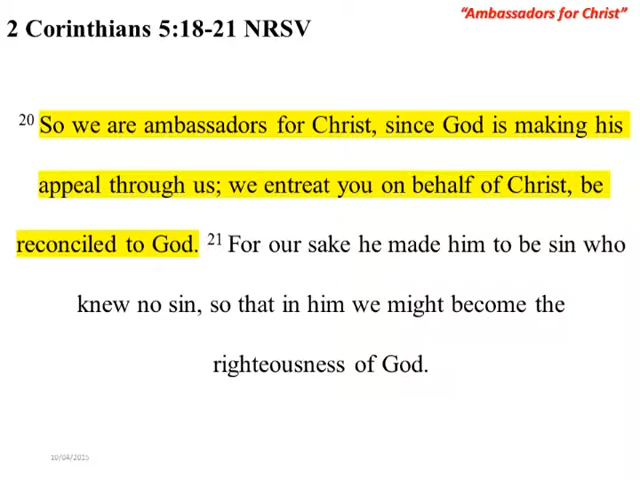 2 Corinthians 5:18-21 NRSV
“Ambassadors for Christ”
20 So we are ambassadors for Christ, since God is making his
appeal through us; we entreat you on behalf of Christ, be
reconciled to God. 21 For our sake he made him to be sin who
knew no sin, so that in him we might become the
righteousness of God.